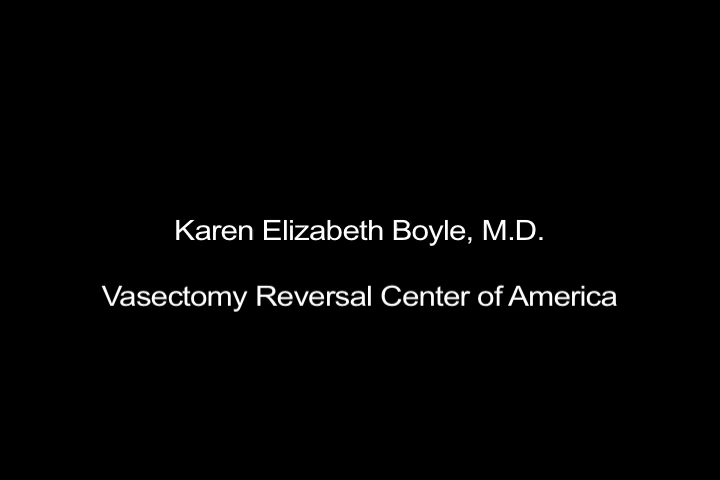 Karen Elizabeth Boyle, M.D.
Vasectomy Reversal Center of America